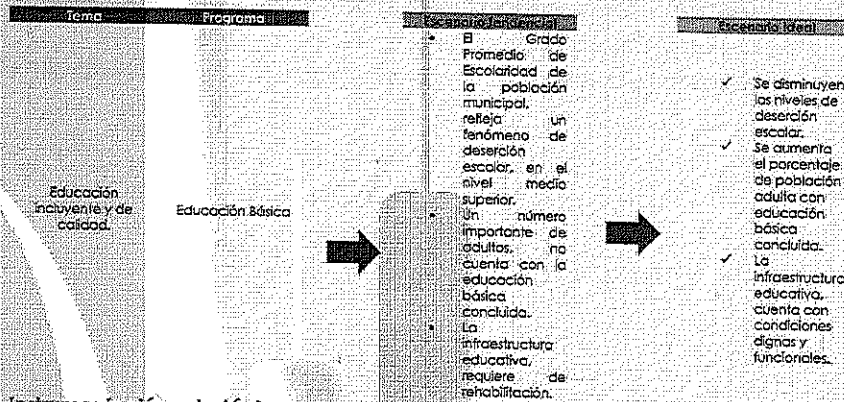 Tema
Programa
Educación
incluyente y de
calidad.
Educación Básica
Escenario Tendencial
• El Grado
Promedio de
Escolaridad de
la población
municipal,
refleja un
fenómeno de
deserción
escolar, en el
nivel medio
superior.
• Un número
importante de
adultos, no
cuenta con la
educación
básica
concluida.
• La
infraestructura
educativa,
requiere de
rehabilitación.
Escenario Ideal
✓ Se disminuyen
los niveles de
deserción
escolar.
✓ Se aumenta
el porcentaje
de población
adulta con
educación
básica
concluida.
✓ La
infraestructura
educativa,
cuenta con
condiciones
dignas y
funcionales.